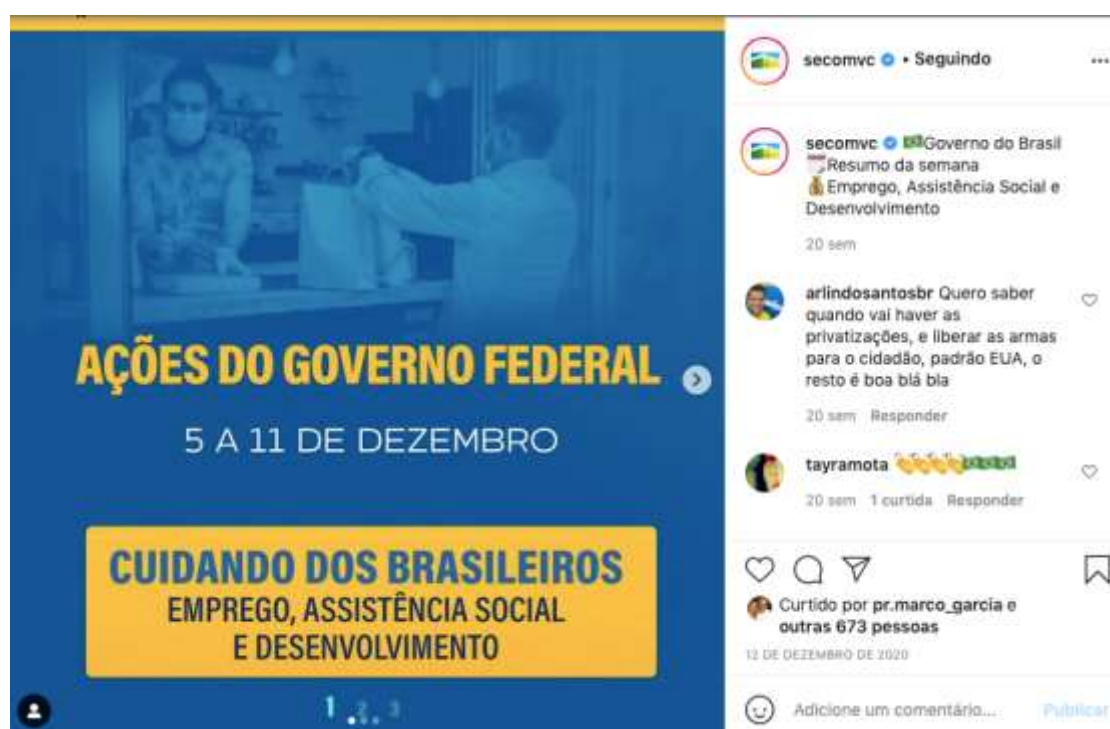 AÇÕES DO GOVERNO FEDERAL
5 A 11 DE DEZEMBRO
CUIDANDO DOS BRASILEIROS
EMPREGO, ASSISTÊNCIA SOCIAL
E DESENVOLVIMENTO
1 2 3
secomvc • Seguindo
secomvc Governo do Brasil
Resumo da semana
Emprego, Assistência Social e
Desenvolvimento
20 sem
arlindosantosbr Quero saber
quando vai haver as
privatizações, e liberar as armas
para o cidadão, padrão EUA, o
resto é boa blá bla
20 sem Responder
tayramota
20 sem 1 curtida Responder
Curtido por pr.marco_garcia e
outras 673 pessoas
12 DE DEZEMBRO DE 2020
Adicione um comentário... Publicar